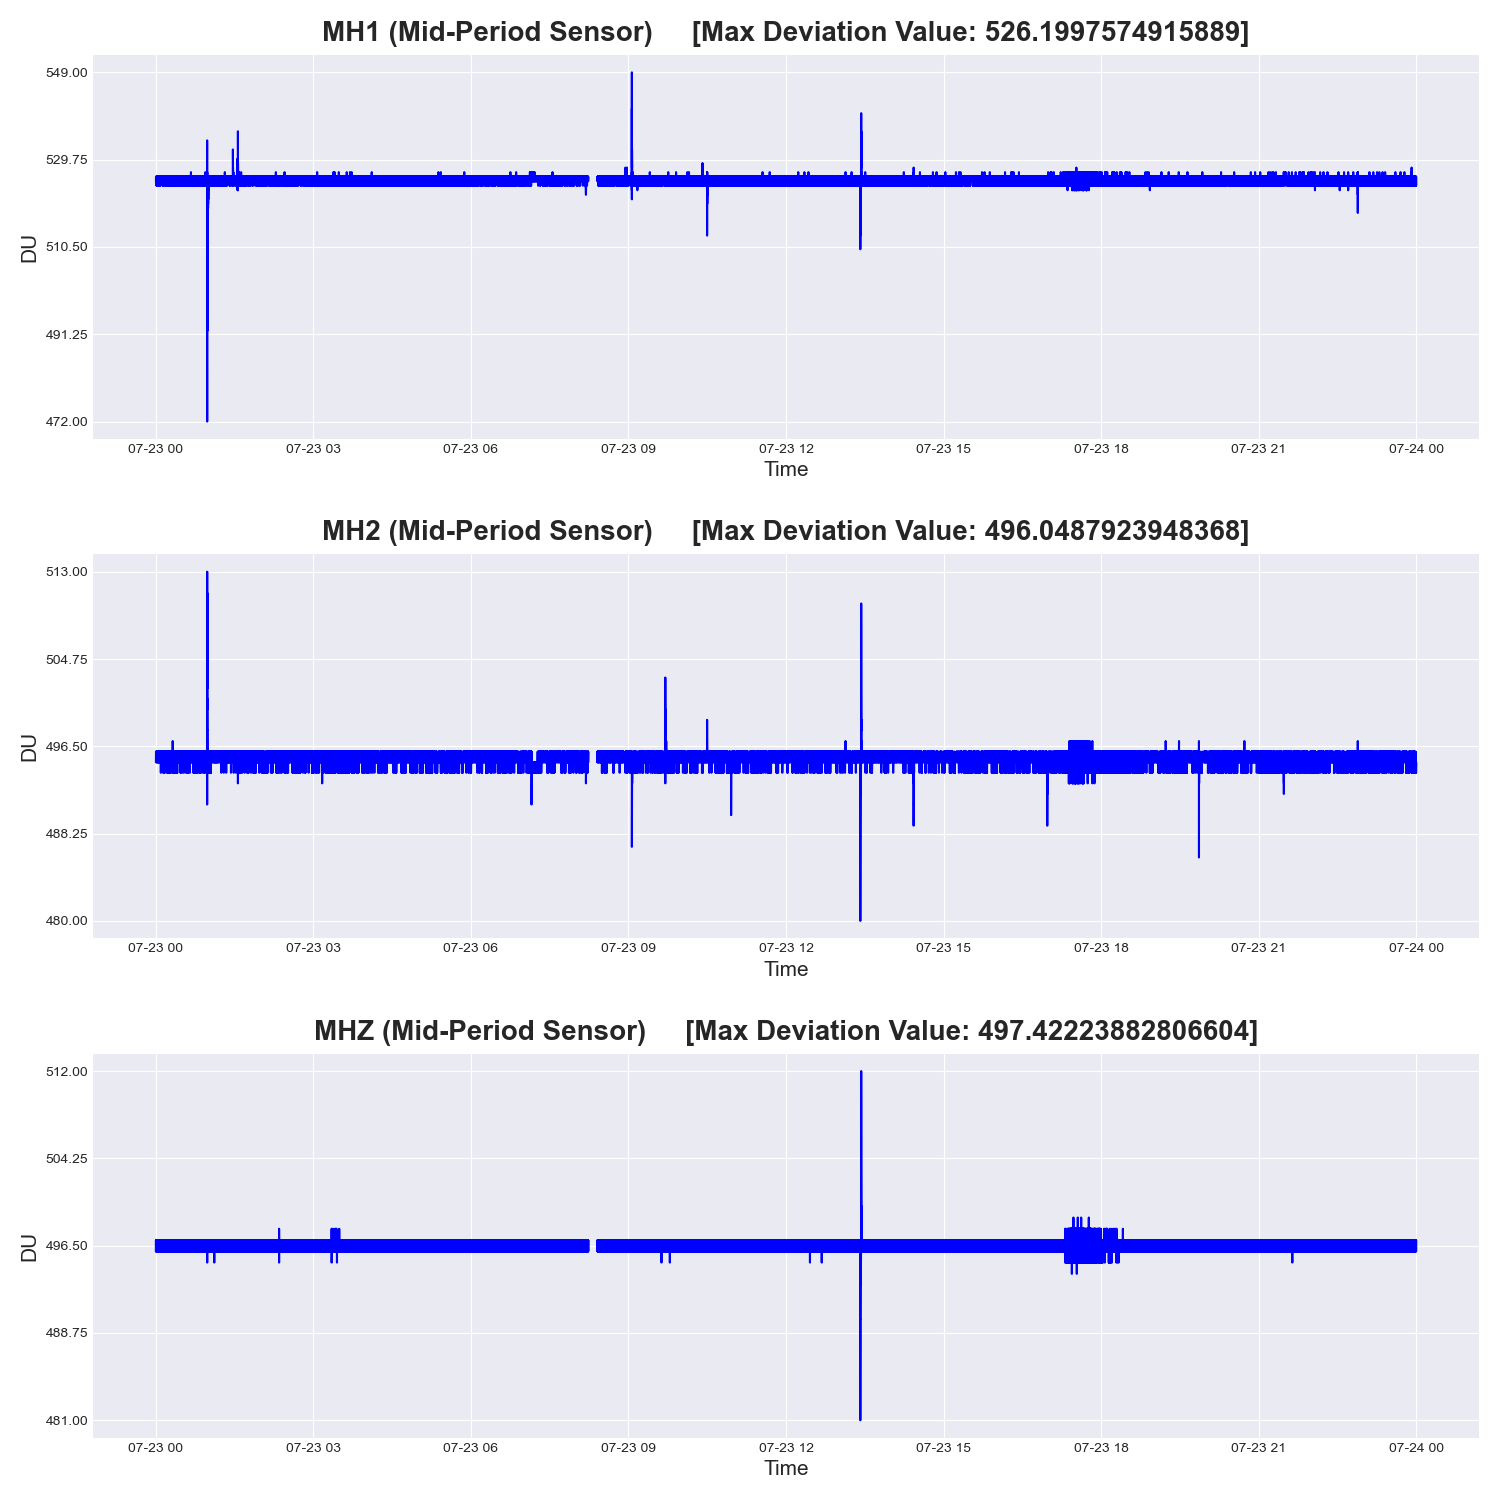 MH1 (Mid-Period Sensor) [Max Deviation Value: 526.1997574915889]
549.00
529.75
510.50
491.25
472.00
DU
07-23 00 07-23 03 07-23 06 07-23 09 07-23 12 07-23 15 07-23 18 07-23 21 07-24 00
Time
MH2 (Mid-Period Sensor) [Max Deviation Value: 496.0487923948368]
513.00
504.75
496.50
488.25
480.00
DU
07-23 00 07-23 03 07-23 06 07-23 09 07-23 12 07-23 15 07-23 18 07-23 21 07-24 00
Time
MHZ (Mid-Period Sensor) [Max Deviation Value: 497.42223882806604]
512.00
504.25
496.50
488.75
481.00
DU
07-23 00 07-23 03 07-23 06 07-23 09 07-23 12 07-23 15 07-23 18 07-23 21 07-24 00
Time